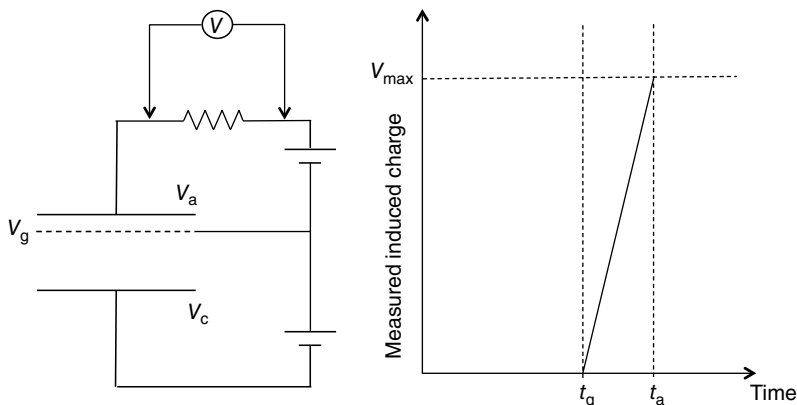 V
V_a
V_g
V_c
Measured induced charge
V_max
t_g
t_a
Time